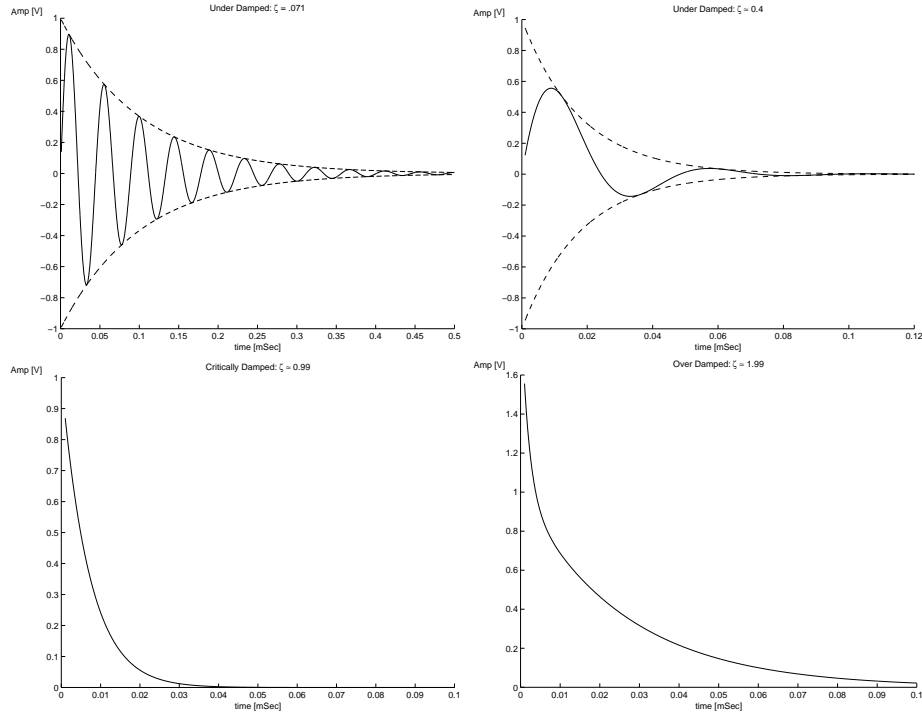 Under Damped: ζ = .071
Amp [V]
1
0.8
0.6
0.4
0.2
0
−0.2
−0.4
−0.6
−0.8
−1
0 0.05 0.1 0.15 0.2 0.25 0.3 0.35 0.4 0.45 0.5
time [mSec]
Under Damped: ζ ≃ 0.4
Amp [V]
1
0.8
0.6
0.4
0.2
0
−0.2
−0.4
−0.6
−0.8
−1
0 0.02 0.04 0.06 0.08 0.1 0.12
time [mSec]
Critically Damped: ζ ≃ 0.99
Amp [V]
1
0.9
0.8
0.7
0.6
0.5
0.4
0.3
0.2
0.1
0
0 0.01 0.02 0.03 0.04 0.05 0.06 0.07 0.08 0.09 0.1
time [mSec]
Over Damped: ζ ≃ 1.99
Amp [V]
1.6
1.4
1.2
1
0.8
0.6
0.4
0.2
0
0 0.01 0.02 0.03 0.04 0.05 0.06 0.07 0.08 0.09 0.1
time [mSec]